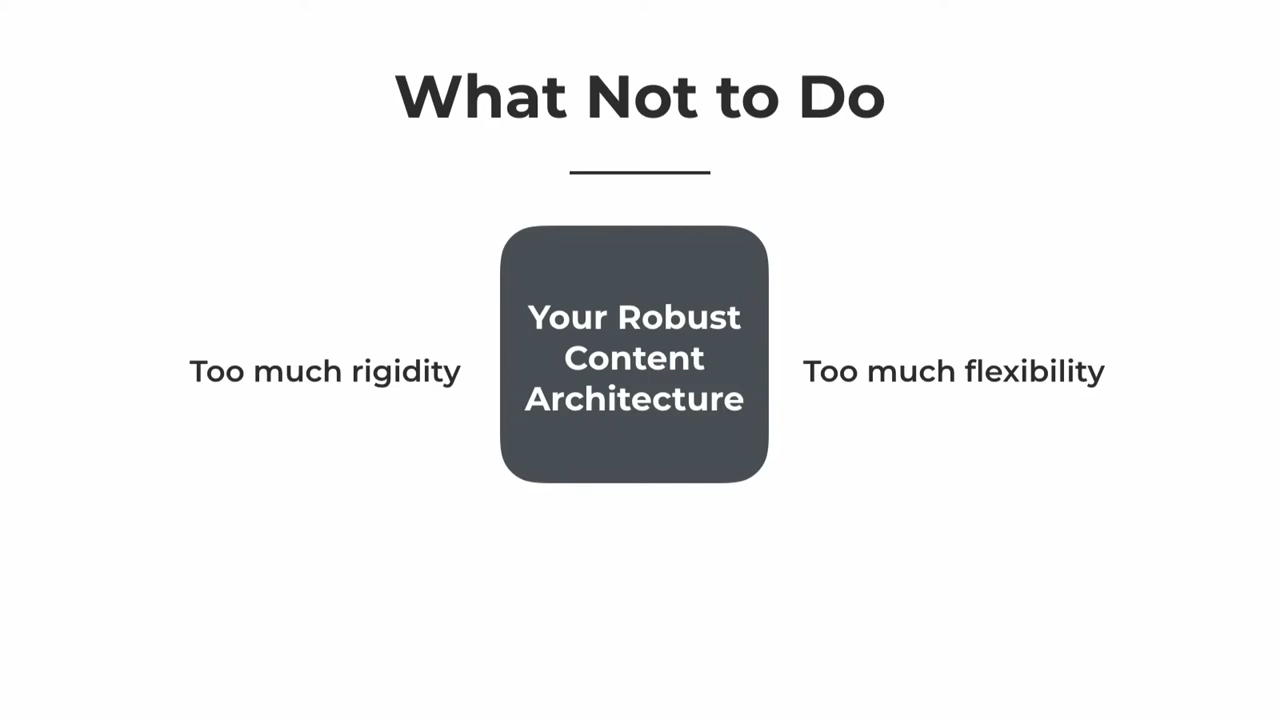 What Not to Do
Too much rigidity
Your Robust
Content
Architecture
Too much flexibility